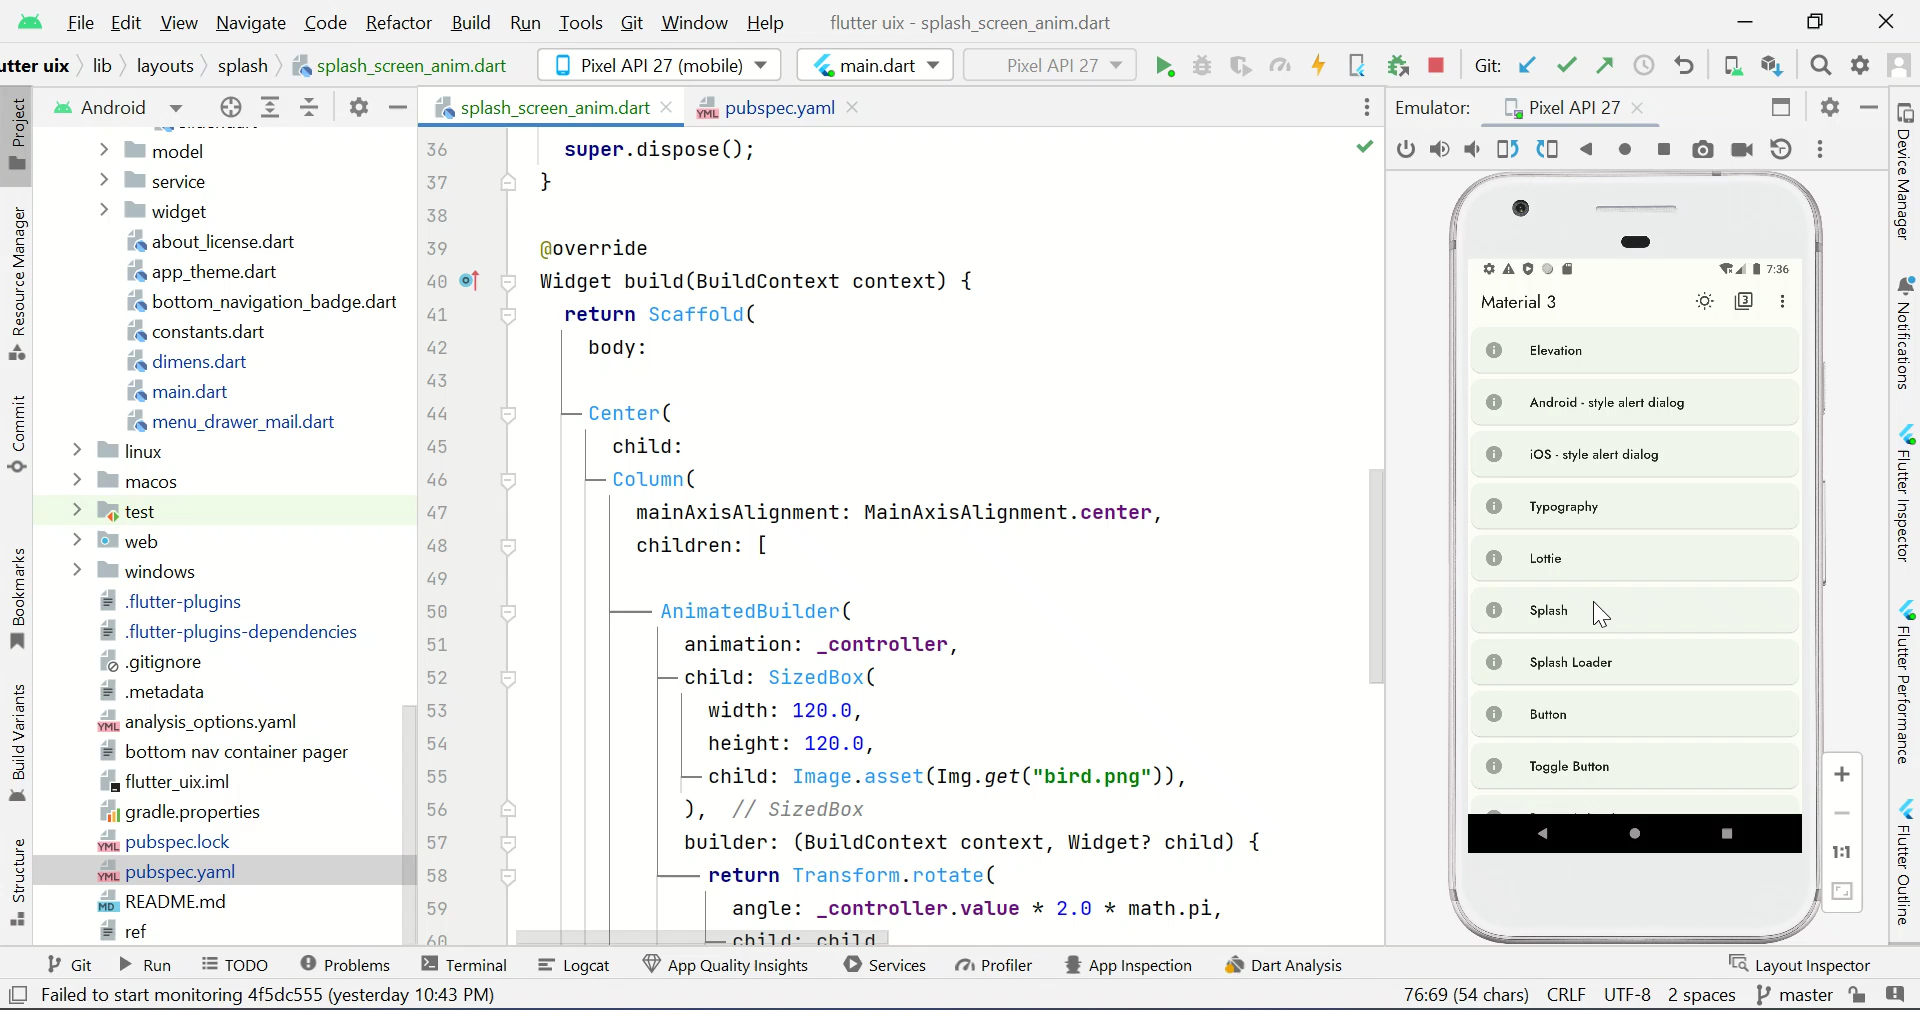 File Edit View Navigate Code Refactor Build Run Tools Git Window Help flutter uix - splash_screen_anim.dart
utter uix lib layouts splash splash_screen_anim.dart Pixel API 27 (mobile) main.dart Pixel API 27 Git:
Android
splash_screen_anim.dart
pubspec.yaml
Emulator: Pixel API 27
Project
Resource Manager
Commit
Bookmarks
Build Variants
Structure
model
service
widget
about_license.dart
app_theme.dart
bottom_navigation_badge.dart
constants.dart
dimens.dart
main.dart
menu_drawer_mail.dart
linux
macos
test
web
windows
.flutter-plugins
.flutter-plugins-dependencies
.gitignore
.metadata
analysis_options.yaml
bottom nav container pager
flutter_uix.iml
gradle.properties
pubspec.lock
pubspec.yaml
README.md
ref
36 super.dispose();
37 }
38
39 @override
40 Widget build(BuildContext context) {
41 return Scaffold(
42 body:
43
44 Center(
45 child:
46 Column(
47 mainAxisAlignment: MainAxisAlignment.center,
48 children: [
49
50 AnimatedBuilder(
51 animation: _controller,
52 child: SizedBox(
53 width: 120.0,
54 height: 120.0,
55 child: Image.asset(Img.get("bird.png")),
56 ), // SizedBox
57 builder: (BuildContext context, Widget? child) {
58 return Transform.rotate(
59 angle: _controller.value * 2.0 * math.pi,
60 child: child
7:36
Material 3
3
Elevation
Android - style alert dialog
iOS - style alert dialog
Typography
Lottie
Splash
Splash Loader
Button
Toggle Button
1:1
Device Manager
Notifications
Flutter Inspector
Flutter Performance
Flutter Outline
Git Run TODO Problems Terminal Logcat App Quality Insights Services Profiler App Inspection Dart Analysis Layout Inspector
Failed to start monitoring 4f5dc555 (yesterday 10:43 PM) 76:69 (54 chars) CRLF UTF-8 2 spaces master